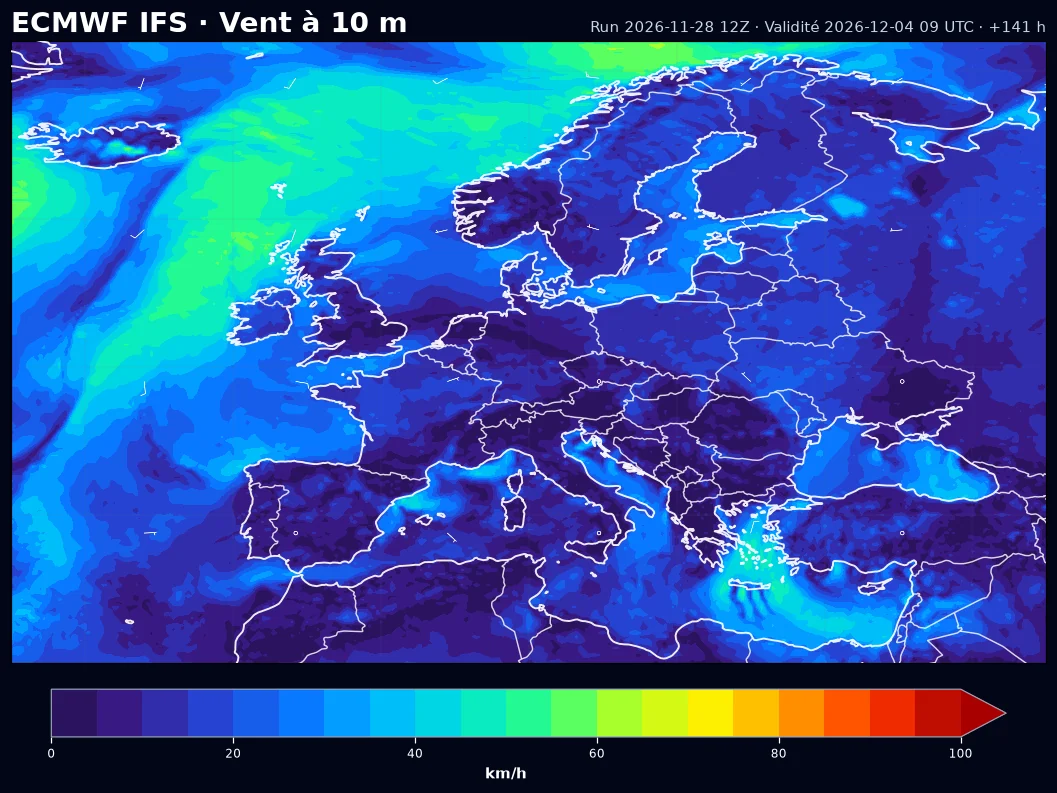 ECMWF IFS · Vent à 10 m
Run 2026-11-28 12Z · Validité 2026-12-04 09 UTC · +141 h
0 20 40 60 80 100
km/h